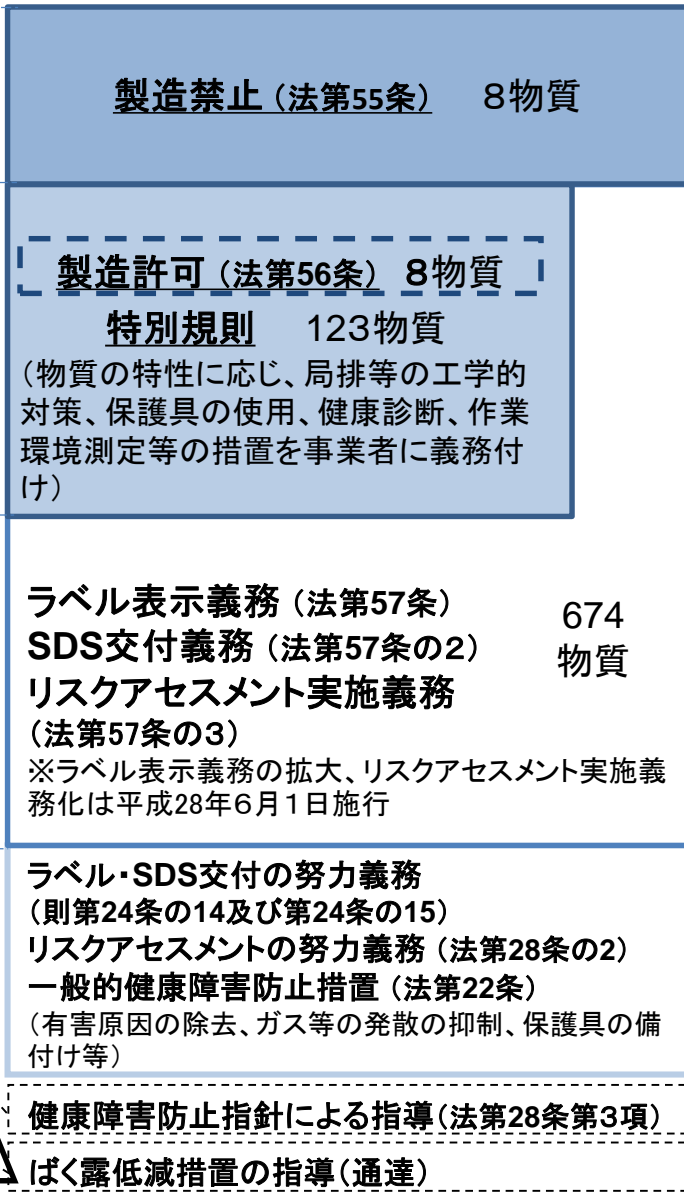 製造禁止（法第55条）　８物質
製造許可（法第56条）　８物質
特別規則　123物質
（物質の特性に応じ、局排等の工学的
対策、保護具の使用、健康診断、作業
環境測定等の措置を事業者に義務付
け）
ラベル表示義務（法第57条）
SDS交付義務（法第57条の２）
リスクアセスメント実施義務
（法第57条の３）
674
物質
※ラベル表示義務の拡大、リスクアセスメント実施義
務化は平成28年６月１日施行
ラベル・SDS交付の努力義務
（則第24条の14及び第24条の15）
リスクアセスメントの努力義務（法第28条の2）
一般的健康障害防止措置（法第22条）
（有害原因の除去、ガス等の発散の抑制、保護具の備
付け等）
健康障害防止指針による指導（法第28条第３項）
ばく露低減措置の指導（通達）